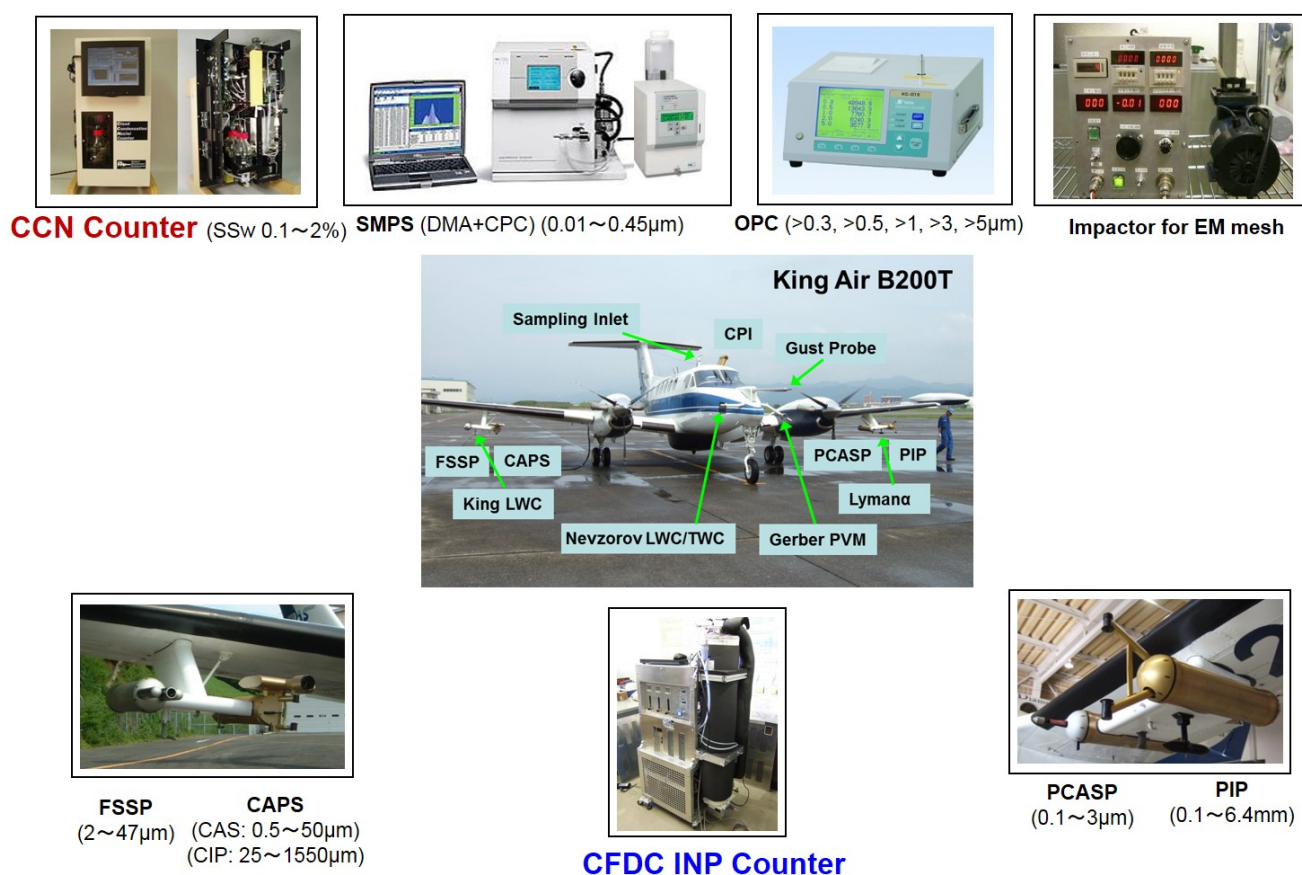 CCN Counter (SSw 0.1～2%)
SMPS (DMA+CPC) (0.01～0.45μm)
OPC (>0.3, >0.5, >1, >3, >5μm)
Impactor for EM mesh
King Air B200T
Sampling Inlet
CPI
Gust Probe
FSSP
CAPS
PCASP
PIP
King LWC
Lymanα
Nevzorov LWC/TWC
Gerber PVM
FSSP
(2～47μm)
CAPS
(CAS: 0.5～50μm)
(CIP: 25～1550μm)
CFDC INP Counter
PCASP
(0.1～3μm)
PIP
(0.1～6.4mm)